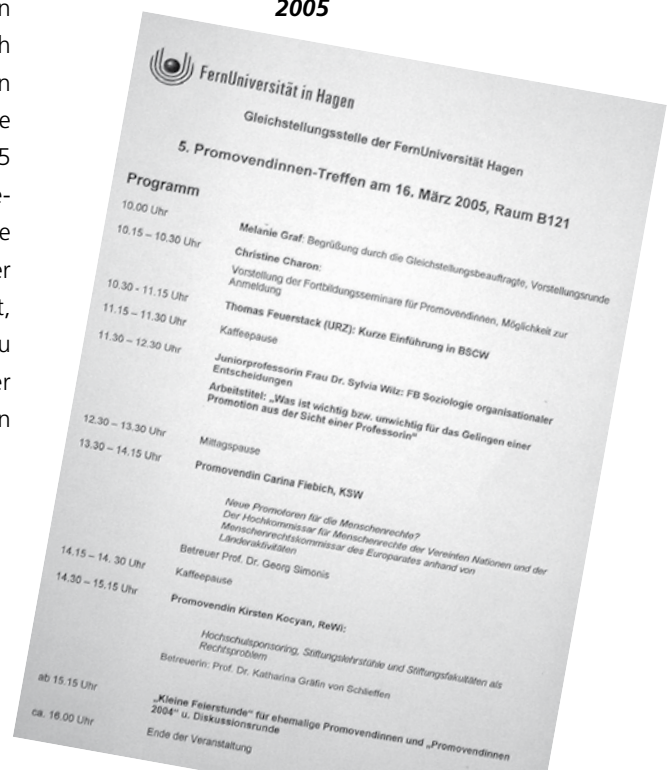 n
2005
h
n
e
5
e-
e
er
t,
u
er
n
FernUniversität in Hagen
Gleichstellungsstelle der FernUniversität Hagen
5. Promovendinnen-Treffen am 16. März 2005, Raum B121
Programm
10.00 Uhr
Melanie Graf: Begrüßung durch die Gleichstellungsbeauftragte, Vorstellungsrunde
10.15 – 10.30 Uhr
Christine Charon:
Vorstellung der Fortbildungsseminare für Promovendinnen, Möglichkeit zur
Anmeldung
10.30 - 11.15 Uhr
Thomas Feuerstack (URZ): Kurze Einführung in BSCW
11.15 – 11.30 Uhr
Kaffeepause
11.30 – 12.30 Uhr
Juniorprofessorin Frau Dr. Sylvia Wilz: FB Soziologie organisationaler
Entscheidungen
Arbeitstitel: „Was ist wichtig bzw. unwichtig für das Gelingen einer
Promotion aus der Sicht einer Professorin"
12.30 – 13.30 Uhr
Mittagspause
13.30 – 14.15 Uhr
Promovendin Carina Fiebich, KSW
Neue Promotoren für die Menschenrechte?
Der Hochkommissar für Menschenrechte der Vereinten Nationen und der
Menschenrechtskommissar des Europarates anhand von
Länderaktivitäten
Betreuer Prof. Dr. Georg Simonis
14.15 – 14. 30 Uhr
Kaffeepause
14.30 – 15.15 Uhr
Promovendin Kirsten Kocyan, ReWi:
Hochschulsponsoring, Stiftungslehrstühle und Stiftungsfakultäten als
Rechtsproblem
Betreuerin: Prof. Dr. Katharina Gräfin von Schlieffen
ab 15.15 Uhr
„Kleine Feierstunde" für ehemalige Promovendinnen und „Promovendinnen
2004" u. Diskussionsrunde
ca. 16.00 Uhr
Ende der Veranstaltung